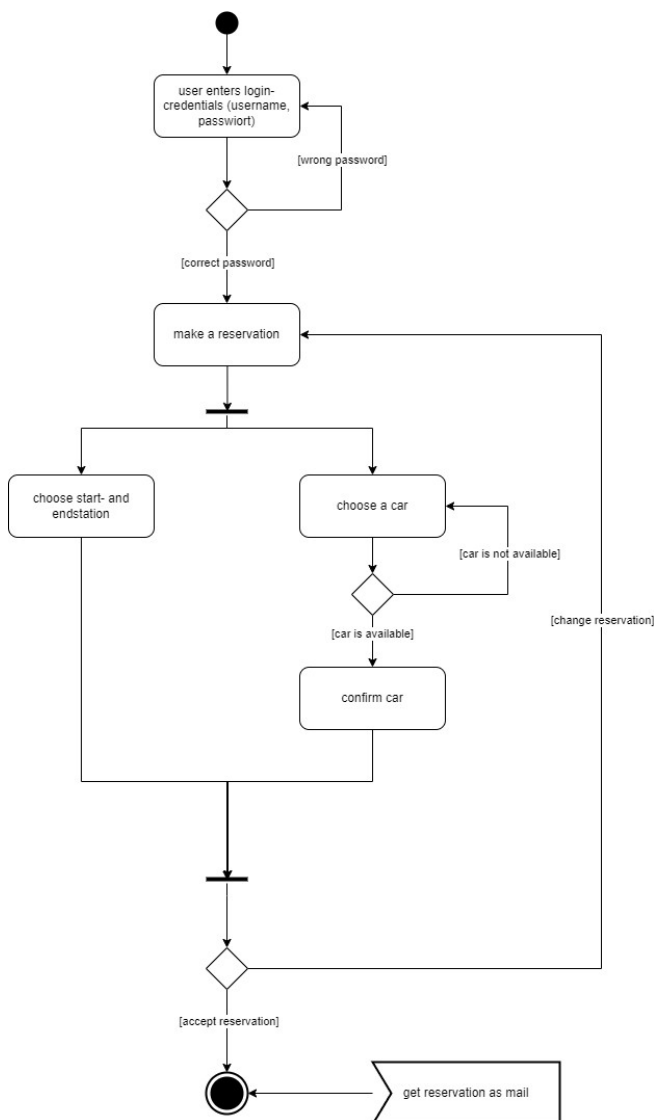 user enters login-
credentials (username,
passwiort)
[wrong password]
[correct password]
make a reservation
choose start- and
endstation
choose a car
[car is not available]
[change reservation]
[car is available]
confirm car
[accept reservation]
get reservation as mail